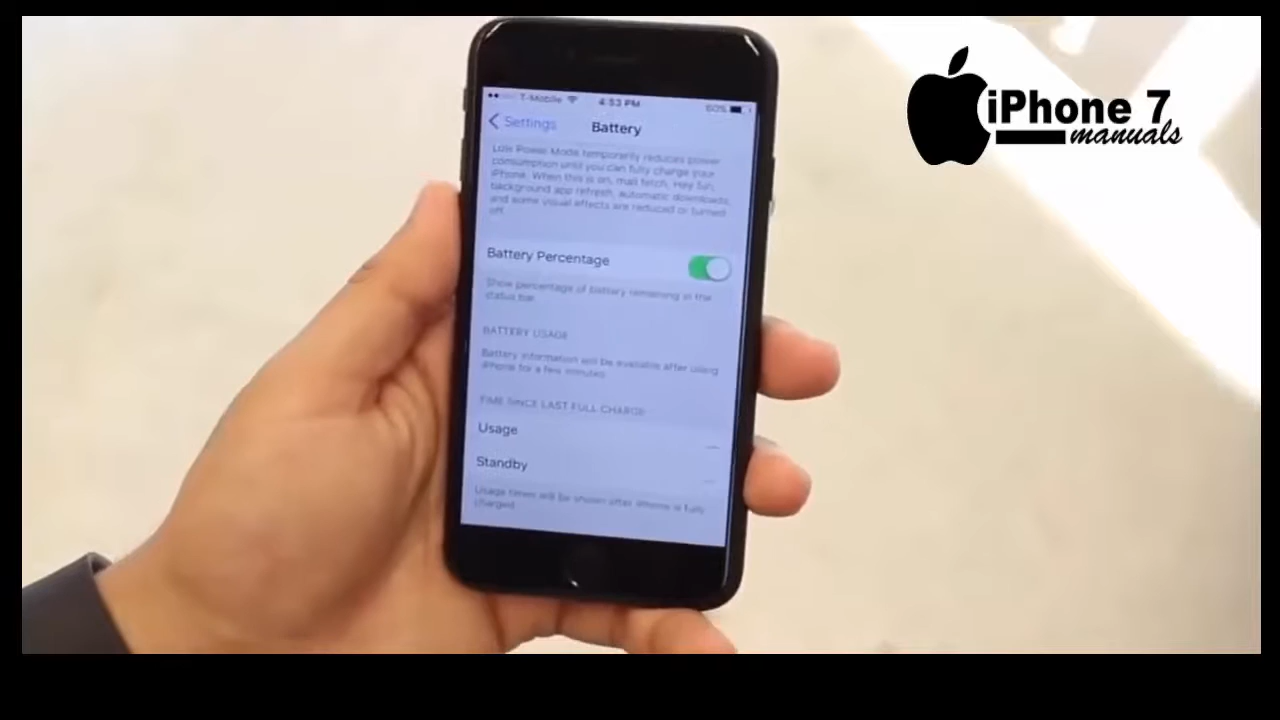 iPhone 7
manuals
T-Mobile
4:53 PM
60%
Settings
Battery
Low Power Mode temporarily reduces power
consumption until you can fully charge your
iPhone. When this is on, mail fetch, Hey Siri,
background app refresh, automatic downloads,
and some visual effects are reduced or turned
off.
Battery Percentage
Show percentage of battery remaining in the
status bar.
BATTERY USAGE
Battery information will be available after using
iPhone for a few minutes.
TIME SINCE LAST FULL CHARGE
Usage
Standby
Usage times will be shown after iPhone is fully
charged.